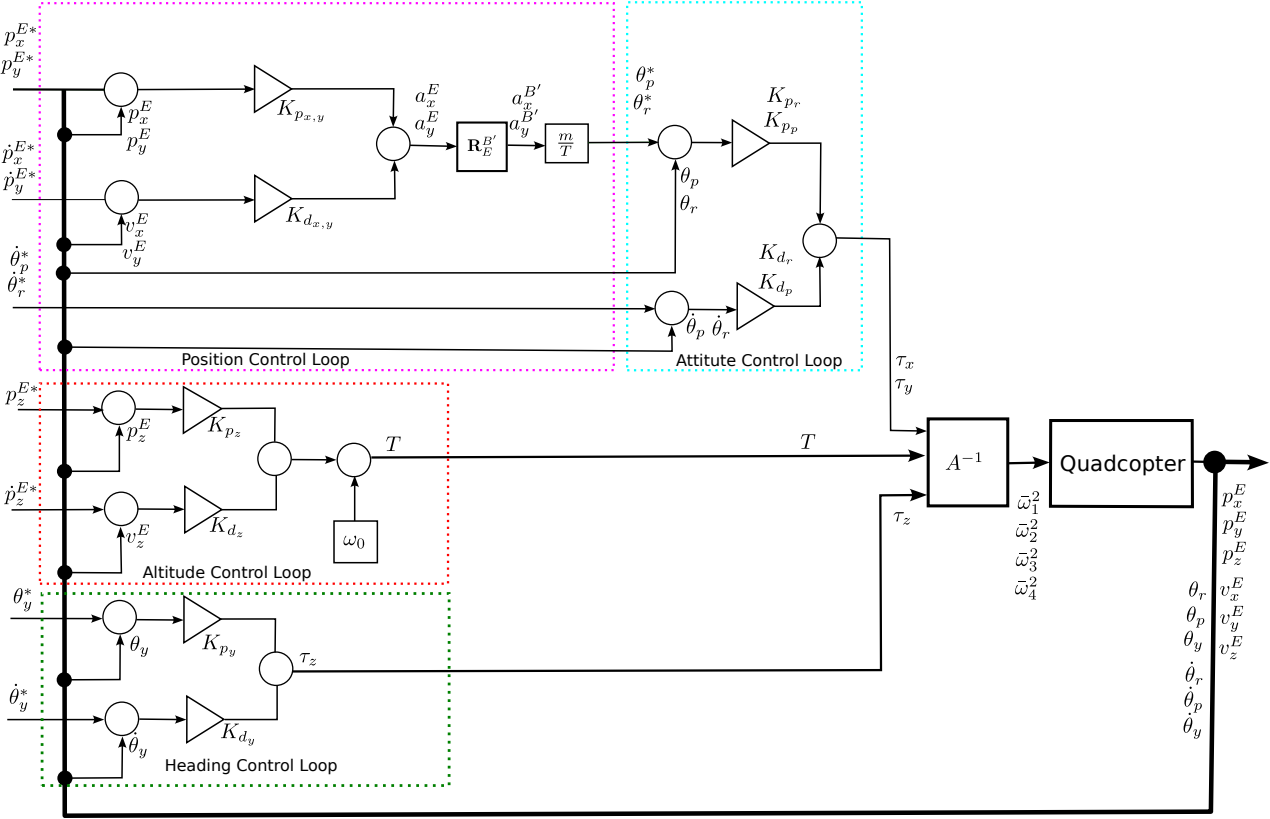 p_x^{E*}
p_y^{E*}
p_x^E
p_y^E
K_{p_{x,y}}
a_x^E
a_y^E
a_x^{B'}
a_y^{B'}
R_E^{B'}
m/T
θ_p^*
θ_r^*
K_{p_r}
K_{p_p}
θ_p
θ_r
ṗ_x^{E*}
ṗ_y^{E*}
v_x^E
v_y^E
K_{d_{x,y}}
θ̇_p^*
θ̇_r^*
K_{d_r}
K_{d_p}
θ̇_p θ̇_r
Position Control Loop
Attitute Control Loop
τ_x
τ_y
p_z^{E*}
p_z^E
K_{p_z}
T
T
ṗ_z^{E*}
v_z^E
K_{d_z}
ω_0
Altitude Control Loop
A^{-1}
Quadcopter
τ_z
ω̄_1^2
ω̄_2^2
ω̄_3^2
ω̄_4^2
p_x^E
p_y^E
p_z^E
θ_r v_x^E
θ_p v_y^E
θ_y v_z^E
θ̇_r
θ̇_p
θ̇_y
θ_y^*
θ_y
K_{p_y}
τ_z
θ̇_y^*
θ̇_y
K_{d_y}
Heading Control Loop